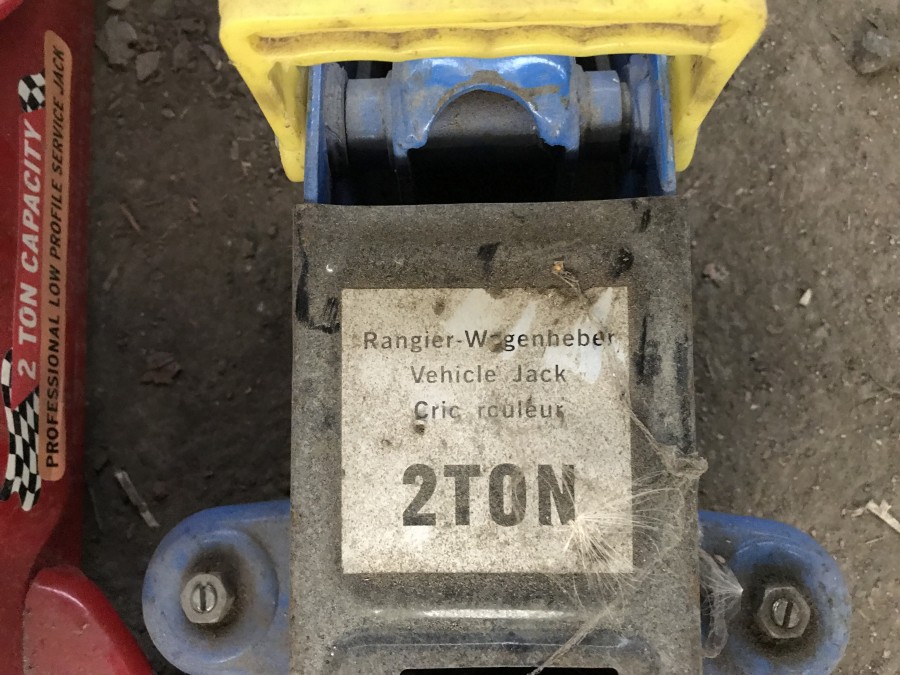 2 TON CAPACITY
PROFESSIONAL LOW PROFILE SERVICE JACK
Rangier-Wagenheber
Vehicle Jack
Cric rouleur
2TON